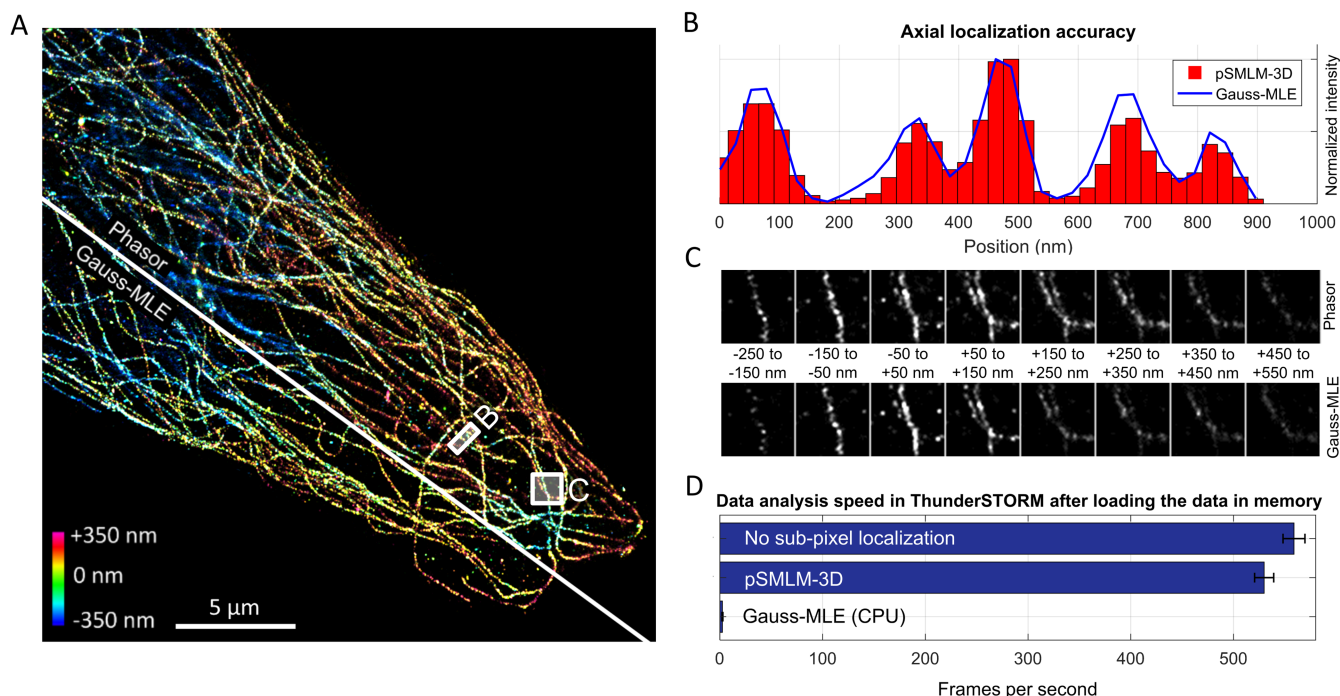 A
Phasor
Gauss-MLE
B
C
+350 nm
0 nm
-350 nm
5 μm
B
Axial localization accuracy
pSMLM-3D
Gauss-MLE
Normalized intensity
0 100 200 300 400 500 600 700 800 900 1000
Position (nm)
C
Phasor
-250 to -150 to -50 to +50 to +150 to +250 to +350 to +450 to
-150 nm -50 nm +50 nm +150 nm +250 nm +350 nm +450 nm +550 nm
Gauss-MLE
D
Data analysis speed in ThunderSTORM after loading the data in memory
No sub-pixel localization
pSMLM-3D
Gauss-MLE (CPU)
0 100 200 300 400 500
Frames per second